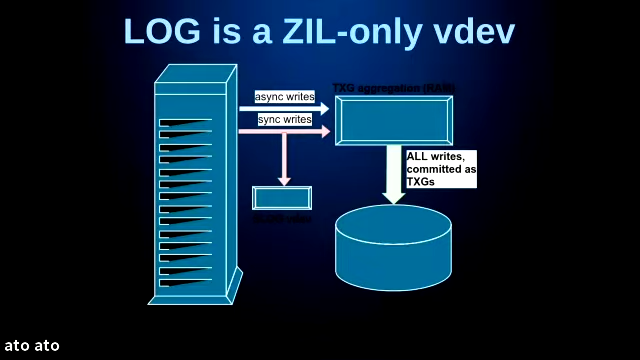 LOG is a ZIL-only vdev
TXG aggregation (RAM)
async writes
sync writes
ALL writes,
committed as
TXGs
ato ato